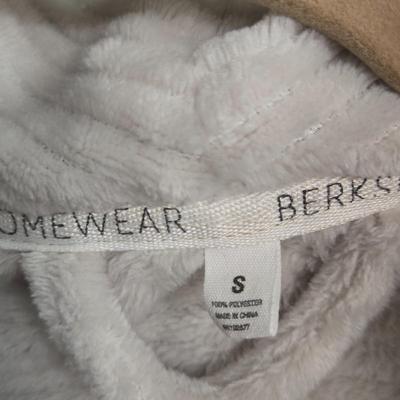 OMEWEAR BERKS
S
100% POLYESTER
MADE IN CHINA